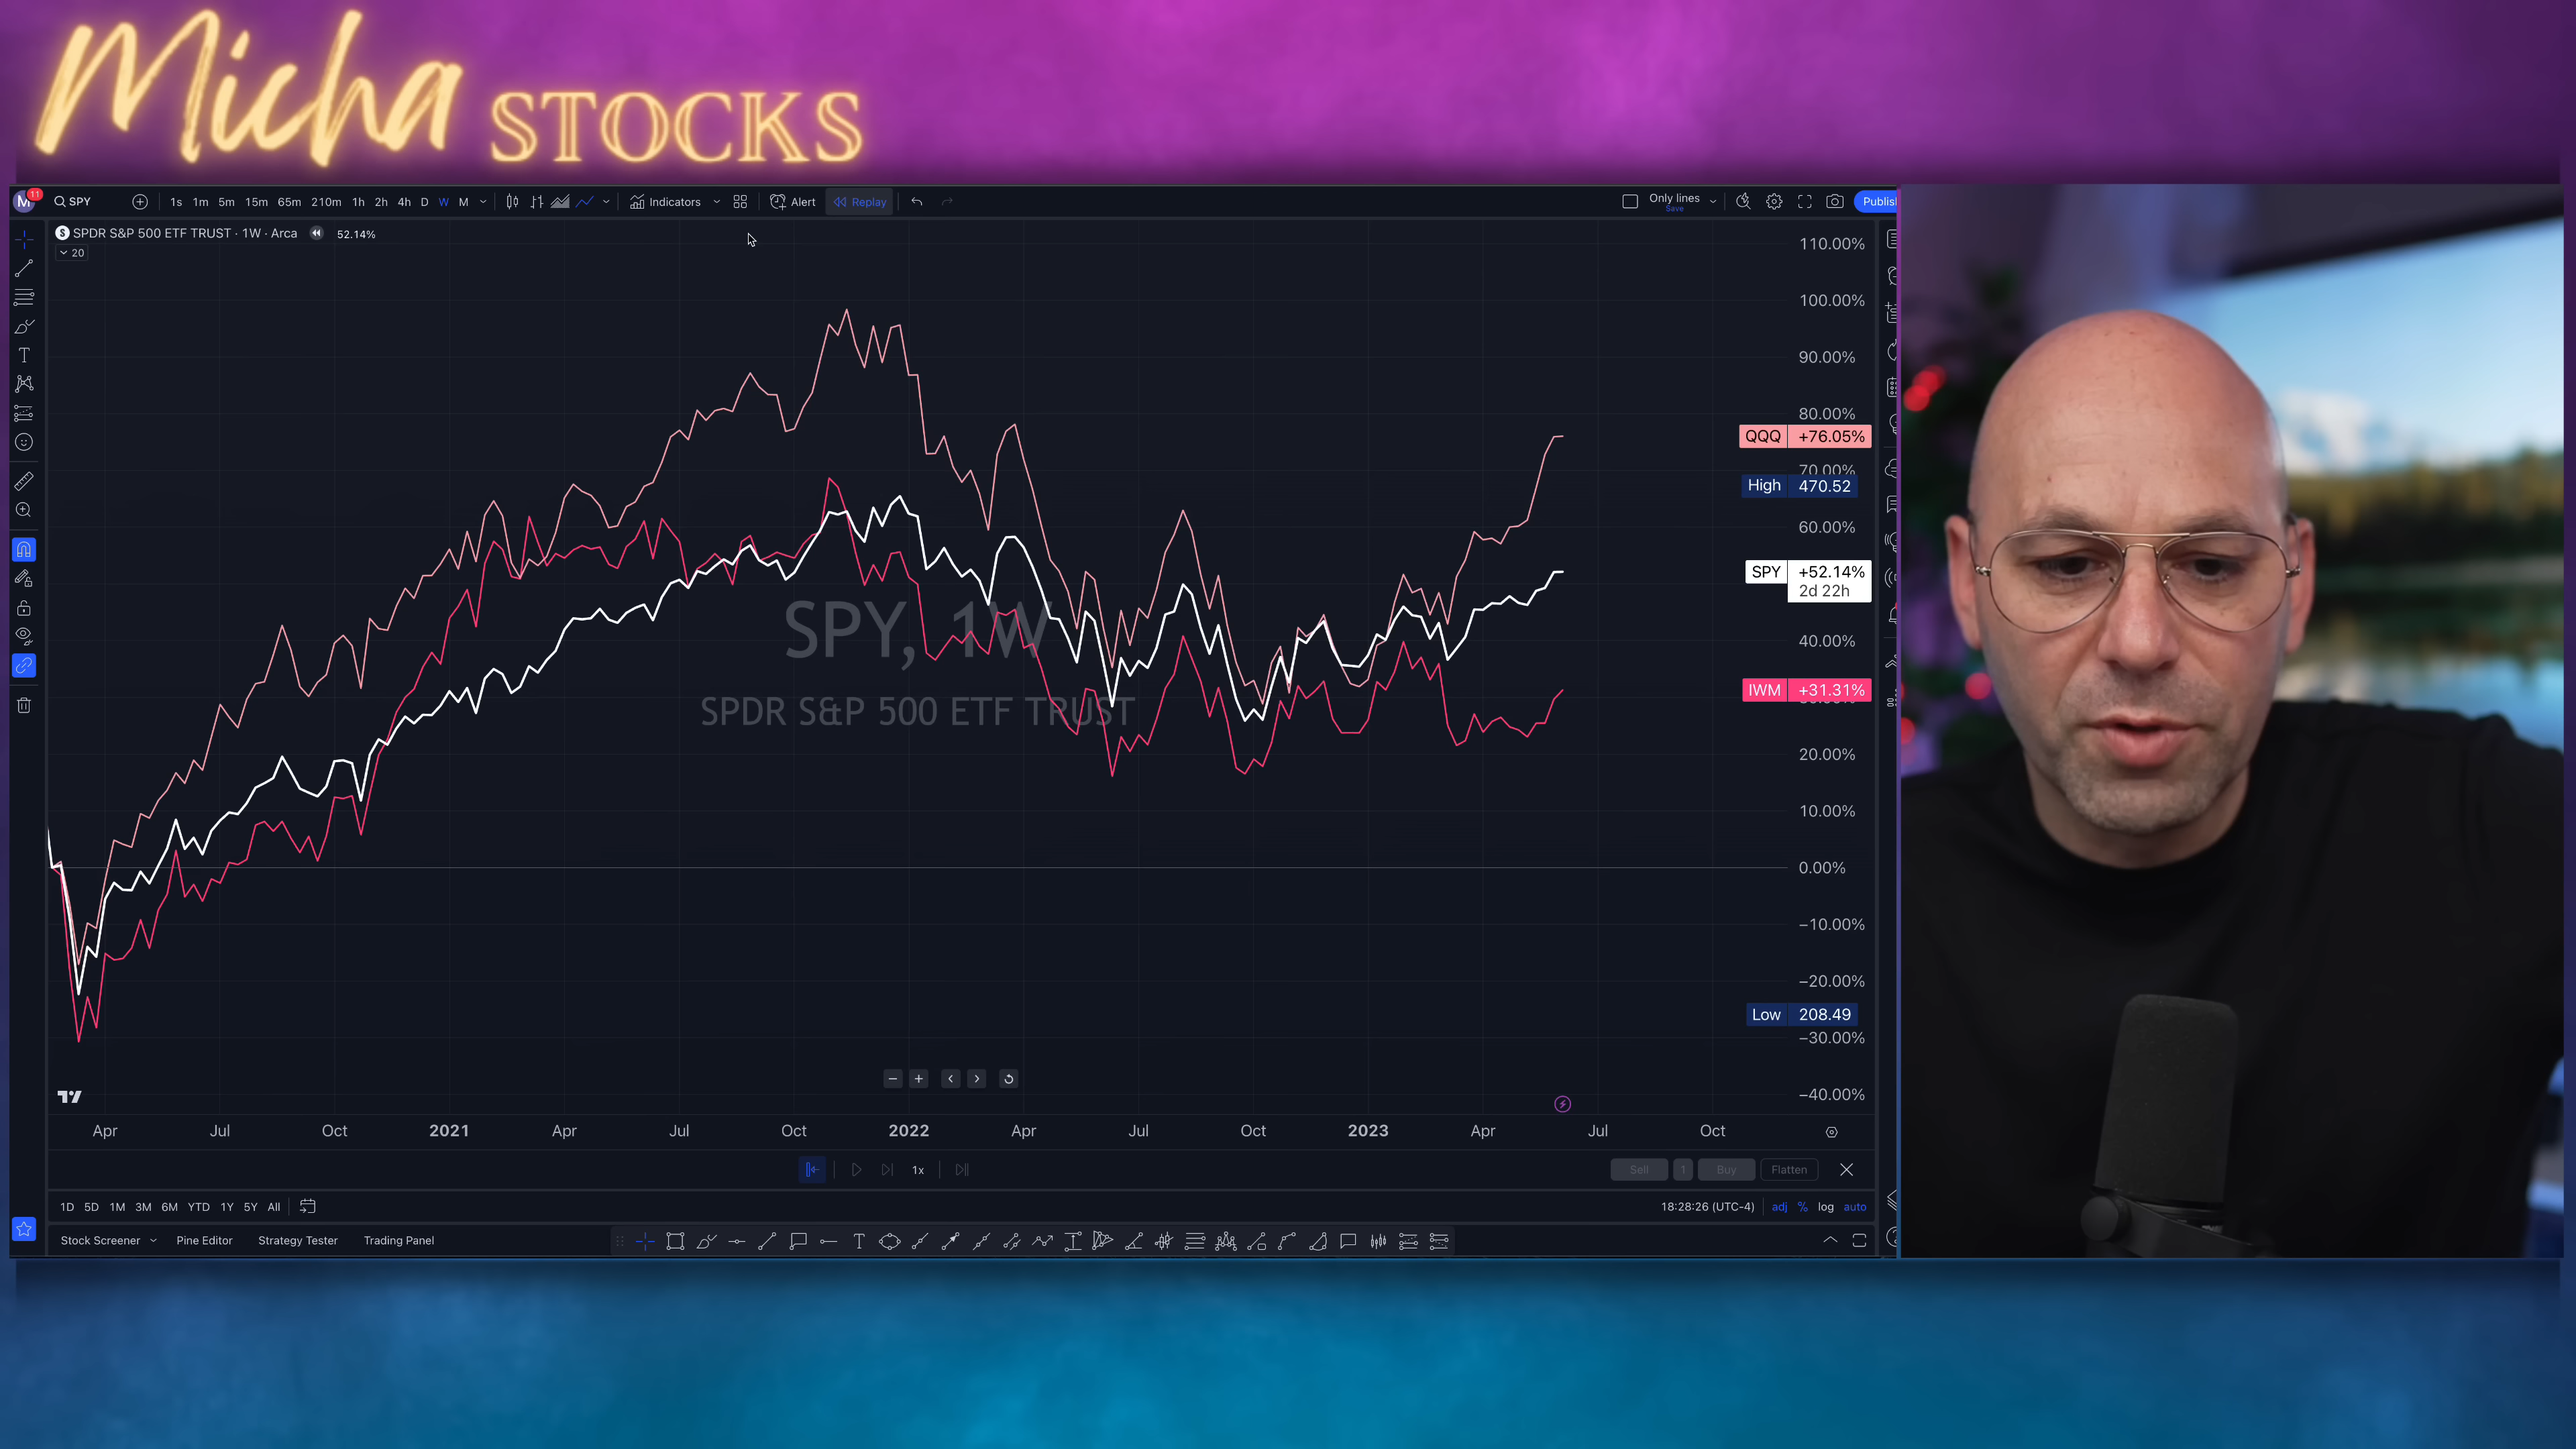 Micha STOCKS
M 11 SPY 1s 1m 5m 15m 65m 210m 1h 2h 4h D W M Indicators Alert Replay Only lines Publish
Save
S SPDR S&P 500 ETF TRUST · 1W · Arca 52.14%
20
110.00%
100.00%
90.00%
80.00%
QQQ +76.05%
70.00%
High 470.52
60.00%
SPY +52.14%
2d 22h
SPY, 1W
40.00%
IWM +31.31%
SPDR S&P 500 ETF TRUST
20.00%
10.00%
0.00%
−10.00%
−20.00%
Low 208.49
−30.00%
−40.00%
Apr Jul Oct 2021 Apr Jul Oct 2022 Apr Jul Oct 2023 Apr Jul Oct
1x Sell 1 Buy Flatten
1D 5D 1M 3M 6M YTD 1Y 5Y All 18:28:26 (UTC-4) adj % log auto
Stock Screener Pine Editor Strategy Tester Trading Panel